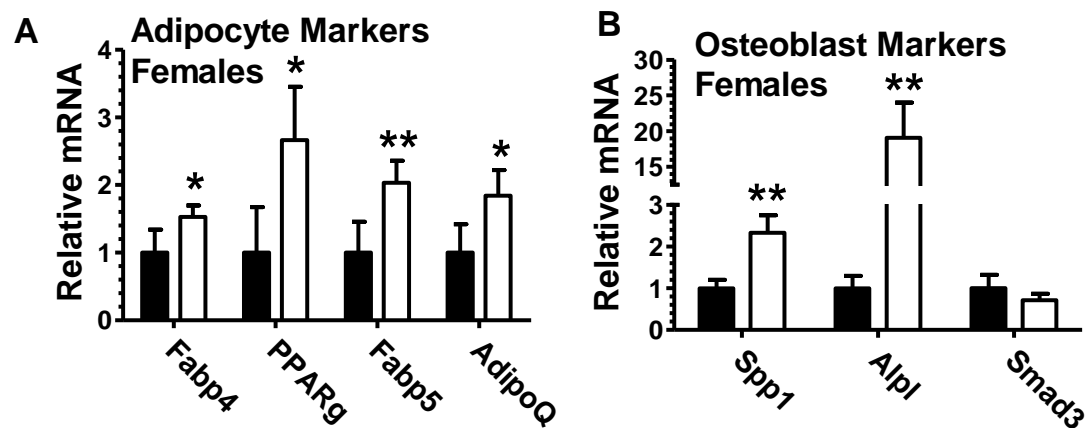 A
Adipocyte Markers
Females
Relative mRNA
4
3
2
1
0
*
*
**
*
Fabp4
PPARg
Fabp5
AdipoQ
B
Osteoblast Markers
Females
Relative mRNA
30
25
20
15
3
2
1
0
**
**
Spp1
Alpl
Smad3